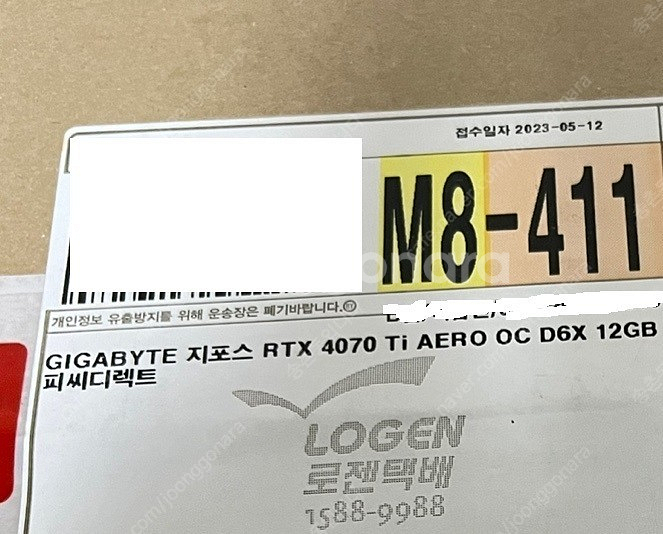 접수일자 2023-05-12
M8-411
개인정보 유출방지를 위해 운송장은 폐기바랍니다.
GIGABYTE 지포스 RTX 4070 Ti AERO OC D6X 12GB
피씨디렉트
LOGEN
로젠택배
1588-9988